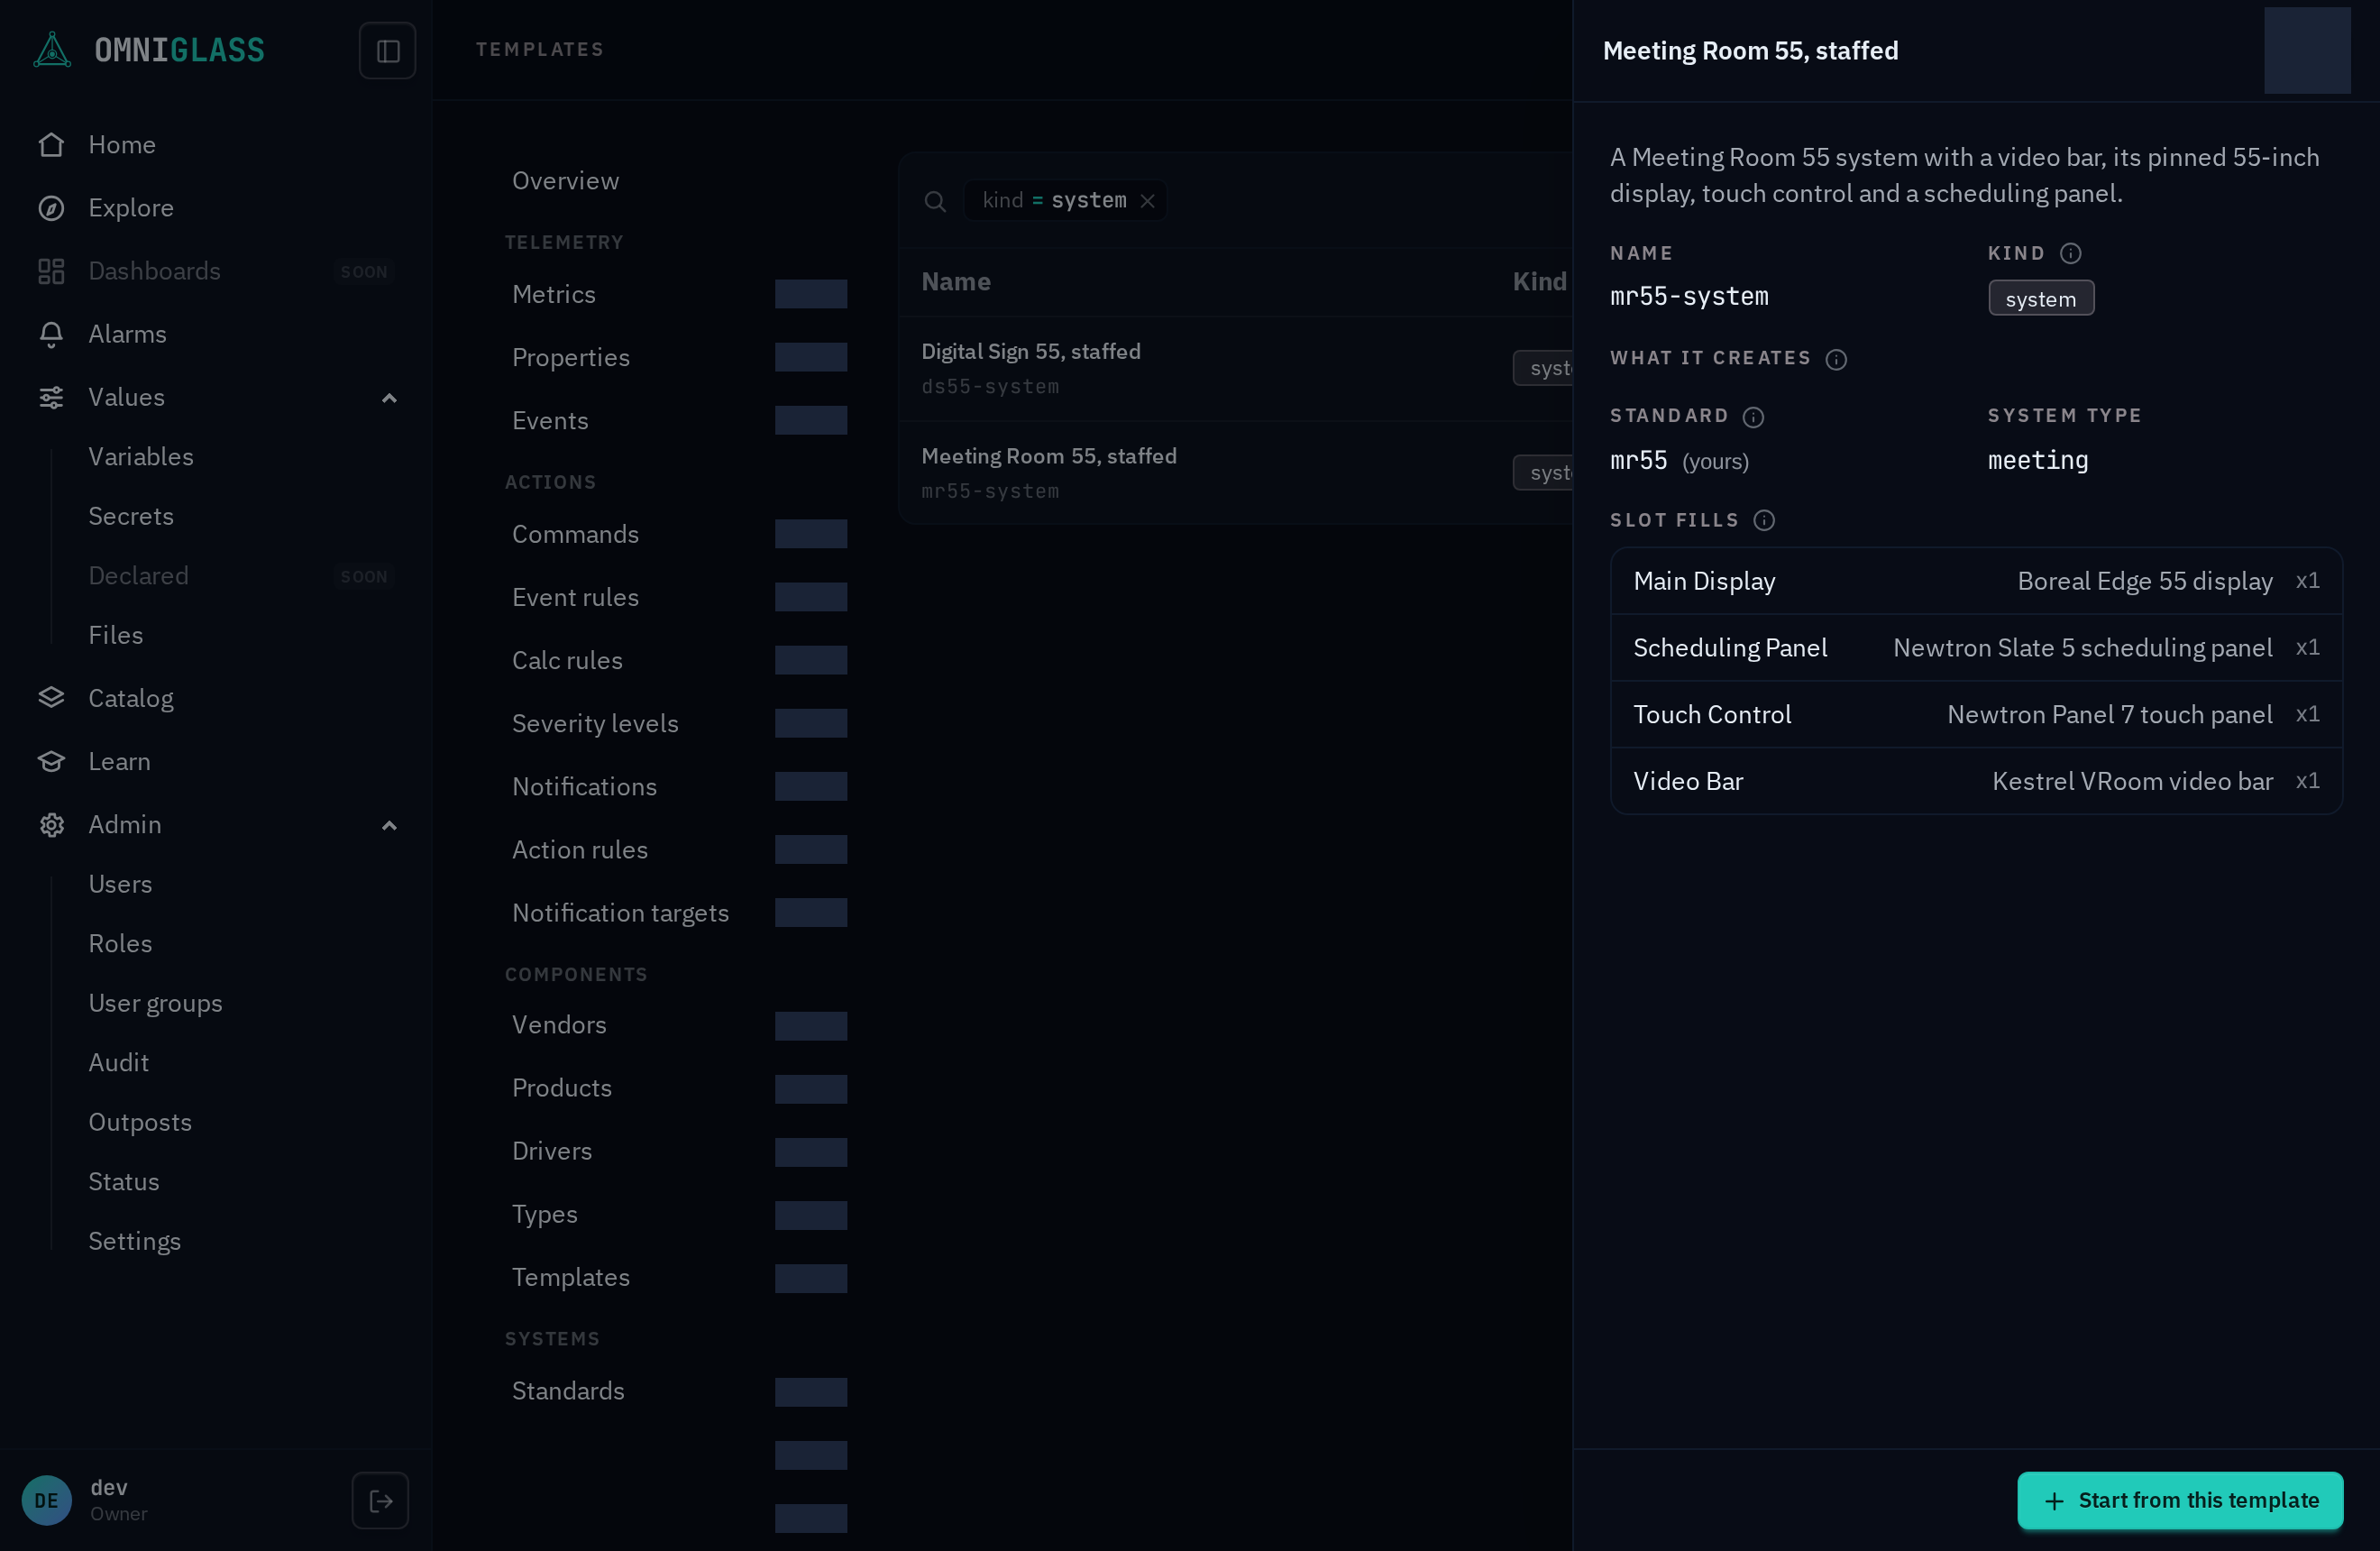 OMNIGLASS
Home
Explore
Dashboards SOON
Alarms
Values
Variables
Secrets
Declared SOON
Files
Catalog
Learn
Admin
Users
Roles
User groups
Audit
Outposts
Status
Settings
DE
dev
Owner
TEMPLATES
Overview
TELEMETRY
Metrics
Properties
Events
ACTIONS
Commands
Event rules
Calc rules
Severity levels
Notifications
Action rules
Notification targets
COMPONENTS
Vendors
Products
Drivers
Types
Templates
SYSTEMS
Standards
kind = system
Name Kind
Digital Sign 55, staffed
ds55-system
Meeting Room 55, staffed
mr55-system
Meeting Room 55, staffed
A Meeting Room 55 system with a video bar, its pinned 55-inch
display, touch control and a scheduling panel.
NAME KIND
mr55-system system
WHAT IT CREATES
STANDARD SYSTEM TYPE
mr55 (yours) meeting
SLOT FILLS
Main Display Boreal Edge 55 display x1
Scheduling Panel Newtron Slate 5 scheduling panel x1
Touch Control Newtron Panel 7 touch panel x1
Video Bar Kestrel VRoom video bar x1
+ Start from this template